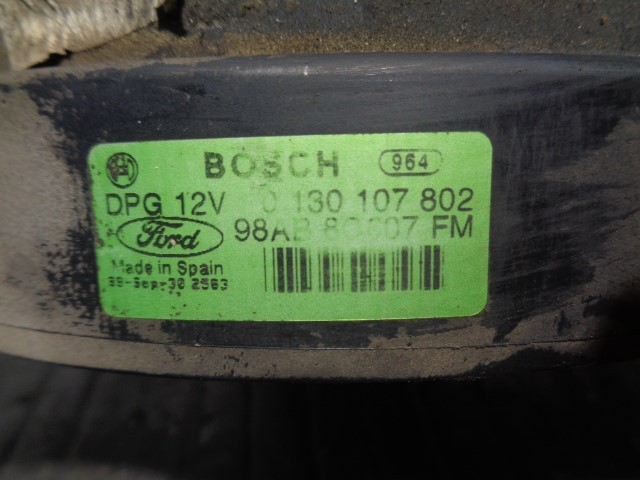 BOSCH 964
DPG 12V 0 130 107 802
Ford 98AB 8C607 FM
Made in Spain
99-Sep-30 2563